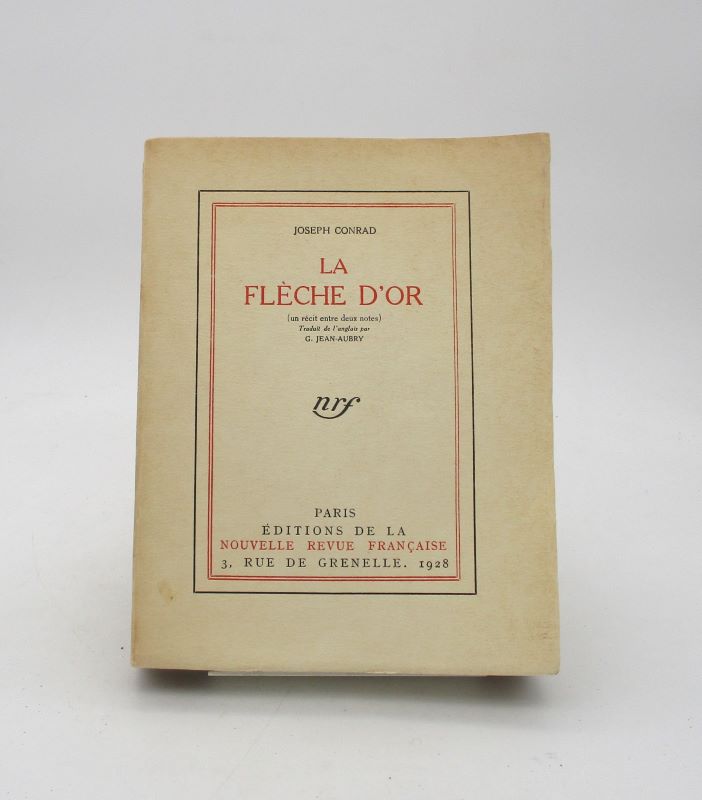 JOSEPH CONRAD
LA
FLÈCHE D'OR
(un récit entre deux notes)
Traduit de l'anglais par
G. JEAN-AUBRY
nrf
PARIS
ÉDITIONS DE LA
NOUVELLE REVUE FRANÇAISE
3, RUE DE GRENELLE. 1928